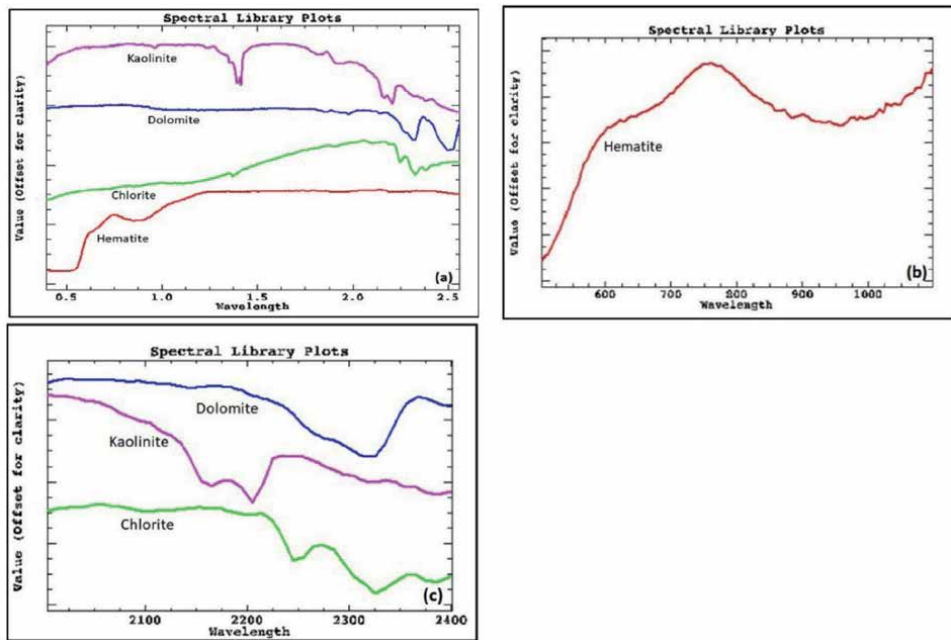 Spectral Library Plots
Value (Offset for clarity)
Kaolinite
Dolomite
Chlorite
Hematite
(a)
0.5 1.0 1.5 2.0 2.5
Wavelength
Spectral Library Plots
Value (Offset for clarity)
Hematite
(b)
600 700 800 900 1000
Wavelength
Spectral Library Plots
Value (Offset for clarity)
Dolomite
Kaolinite
Chlorite
(c)
2100 2200 2300 2400
Wavelength